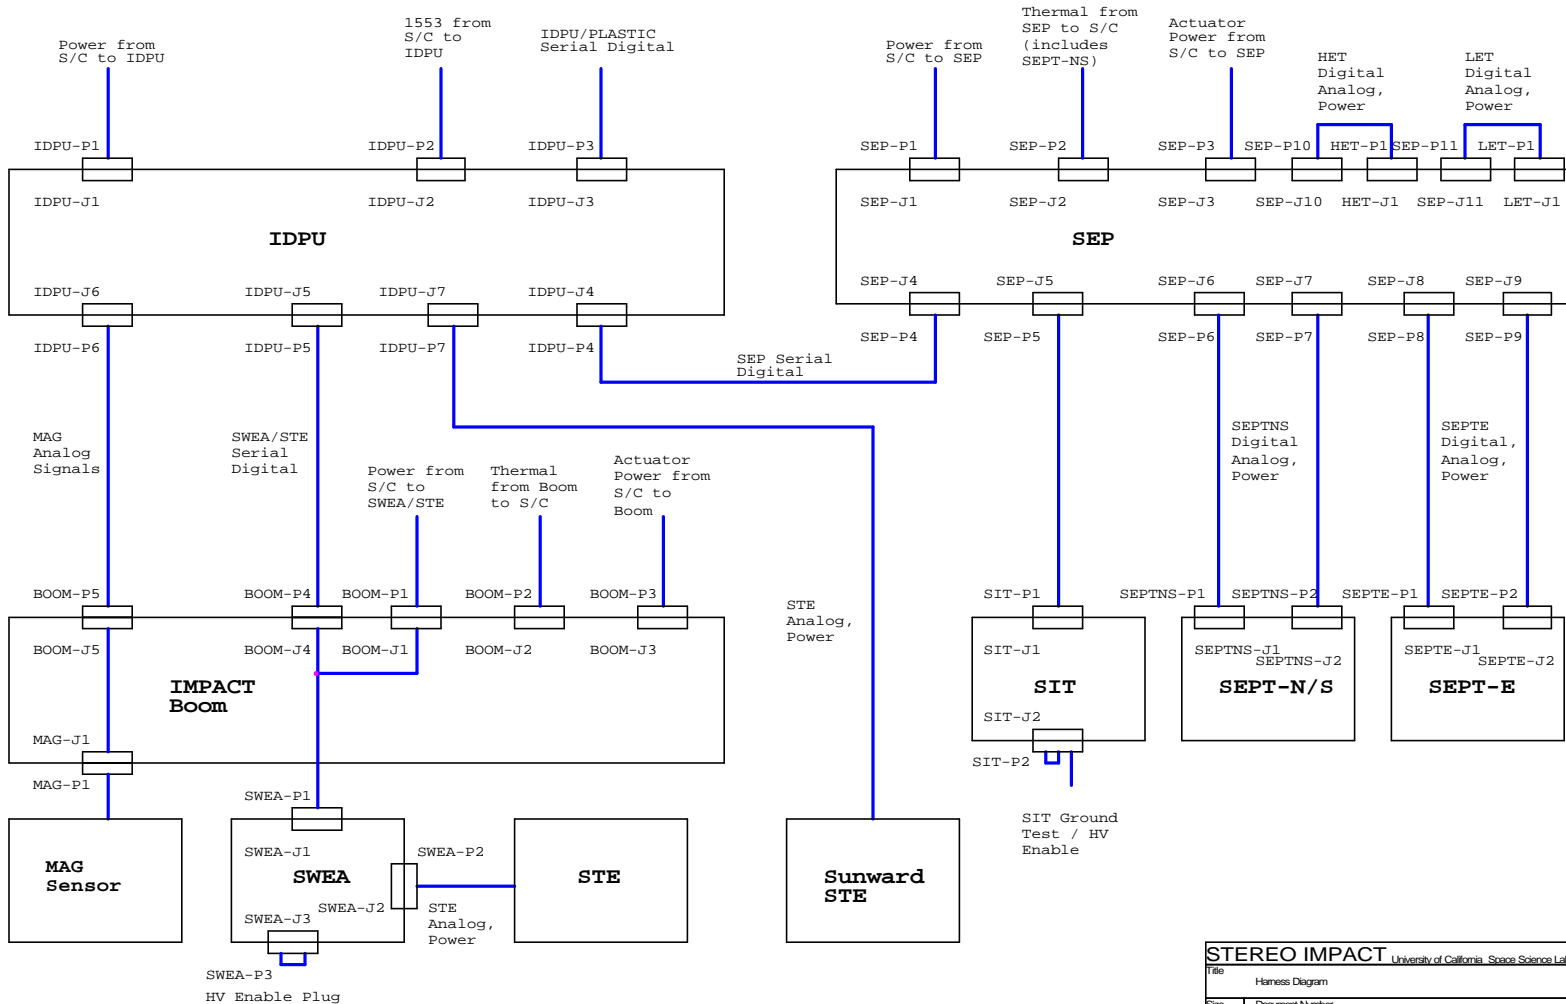 Power from
S/C to IDPU
1553 from
S/C to
IDPU
IDPU/PLASTIC
Serial Digital
Power from
S/C to SEP
Thermal from
SEP to S/C
(includes
SEPT-NS)
Actuator
Power from
S/C to SEP
HET
Digital
Analog,
Power
LET
Digital
Analog,
Power
IDPU-P1
IDPU-P2
IDPU-P3
SEP-P1
SEP-P2
SEP-P3
SEP-P10
HET-P1
SEP-P11
LET-P1
IDPU-J1
IDPU-J2
IDPU-J3
SEP-J1
SEP-J2
SEP-J3
SEP-J10
HET-J1
SEP-J11
LET-J1
IDPU
SEP
IDPU-J6
IDPU-J5
IDPU-J7
IDPU-J4
SEP-J4
SEP-J5
SEP-J6
SEP-J7
SEP-J8
SEP-J9
IDPU-P6
IDPU-P5
IDPU-P7
IDPU-P4
SEP-P4
SEP-P5
SEP-P6
SEP-P7
SEP-P8
SEP-P9
SEP Serial
Digital
MAG
Analog
Signals
SWEA/STE
Serial
Digital
Power from
S/C to
SWEA/STE
Thermal
from Boom
to S/C
Actuator
Power from
S/C to
Boom
SEPTNS
Digital
Analog,
Power
SEPTE
Digital,
Analog,
Power
BOOM-P5
BOOM-P4
BOOM-P1
BOOM-P2
BOOM-P3
STE
Analog,
Power
SIT-P1
SEPTNS-P1
SEPTNS-P2
SEPTE-P1
SEPTE-P2
BOOM-J5
BOOM-J4
BOOM-J1
BOOM-J2
BOOM-J3
SIT-J1
SEPTNS-J1
SEPTNS-J2
SEPTE-J1
SEPTE-J2
IMPACT
Boom
SIT
SEPT-N/S
SEPT-E
MAG-J1
SIT-J2
MAG-P1
SIT-P2
SWEA-P1
SIT Ground
Test / HV
Enable
SWEA-J1
SWEA-P2
MAG
Sensor
SWEA
STE
Sunward
STE
SWEA-J2
SWEA-J3
STE
Analog,
Power
SWEA-P3
HV Enable Plug
STEREO IMPACT University of California Space Science Lab
Title
Harness Diagram
Size
Document Number